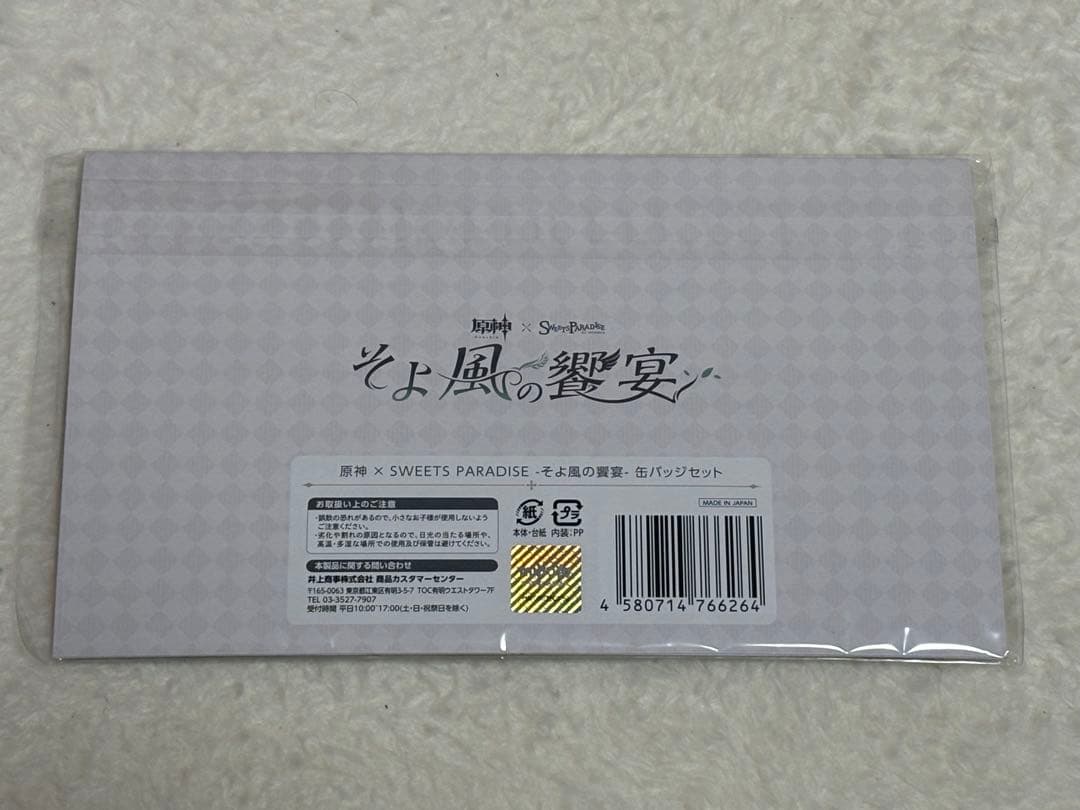 原神 × SWEETS PARADISE
そよ風の饗宴
原神 × SWEETS PARADISE -そよ風の饗宴- 缶バッジセット
お取扱い上のご注意
・誤飲の恐れがあるので、小さなお子様が使用しないよう
ご注意ください。
・劣化や割れの原因となるので、日光の当たる場所や、
高温・多湿な場所での使用及び保管は避けてください。
本製品に関する問い合わせ
井上商事株式会社 商品カスタマーセンター
〒165-0063 東京都江東区有明3-5-7 TOC有明ウエストタワー7F
TEL 03-3527-7907
受付時間 平日10:00~17:00(土・日・祝祭日を除く)
紙
本体・台紙
プラ
内装:PP
MADE IN JAPAN
4 580714 766264